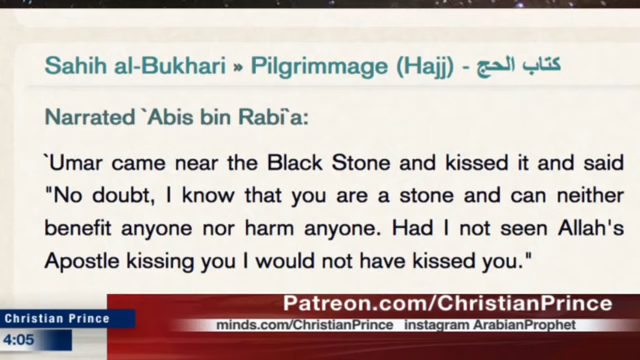 Sahih al-Bukhari » Pilgrimmage (Hajj) - كتاب الحج
Narrated `Abis bin Rabi`a:
`Umar came near the Black Stone and kissed it and said
"No doubt, I know that you are a stone and can neither
benefit anyone nor harm anyone. Had I not seen Allah's
Apostle kissing you I would not have kissed you."
Patreon.com/ChristianPrince
Christian Prince
minds.com/ChristianPrince instagram ArabianProphet
4:05